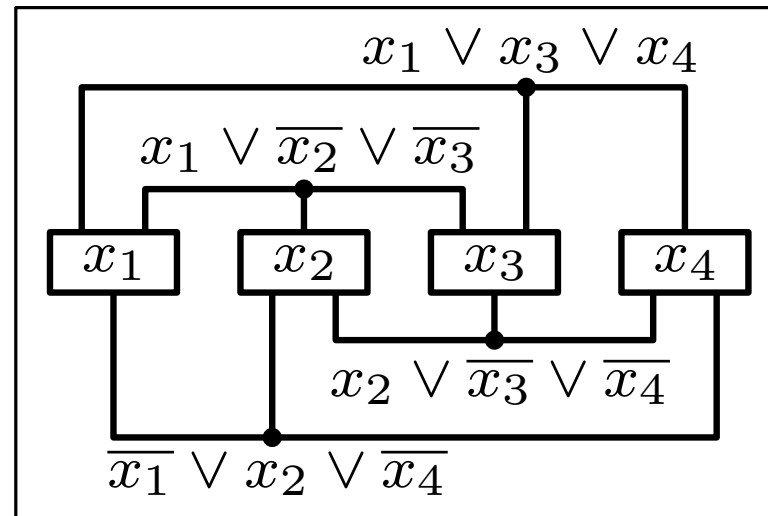 x₁ ∨ x₃ ∨ x₄
x₁ ∨ x̅₂ ∨ x̅₃
x₁ x₂ x₃ x₄
x₂ ∨ x̅₃ ∨ x̅₄
x̅₁ ∨ x₂ ∨ x̅₄